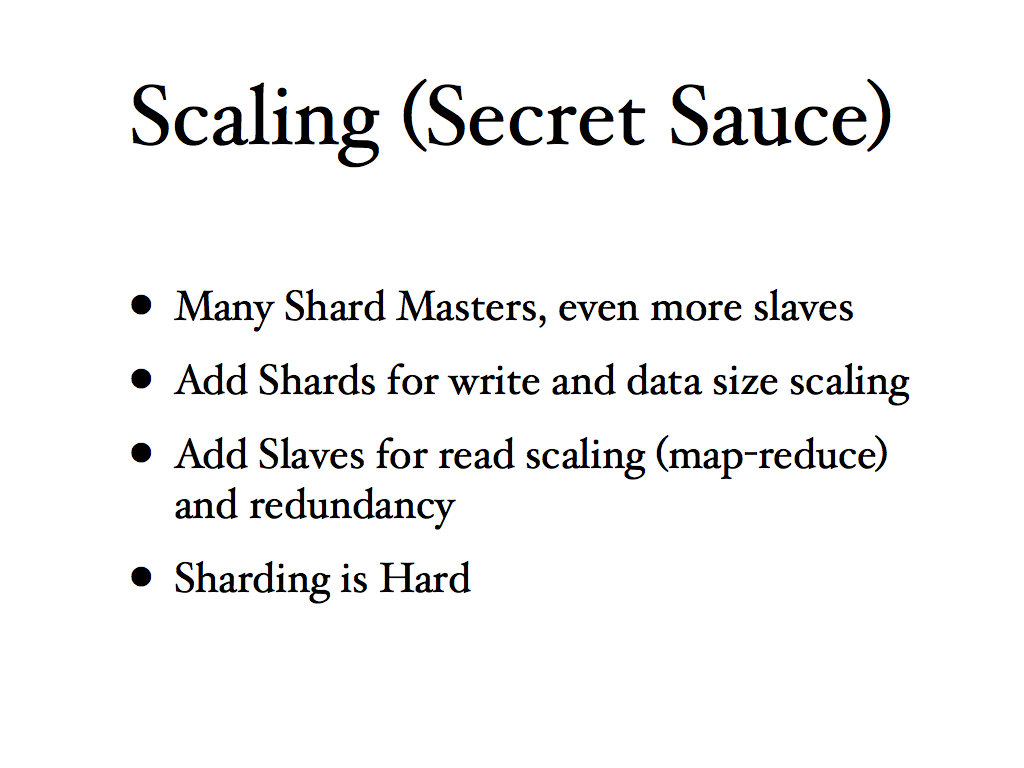 Scaling (Secret Sauce)
• Many Shard Masters, even more slaves
• Add Shards for write and data size scaling
• Add Slaves for read scaling (map-reduce)
and redundancy
• Sharding is Hard